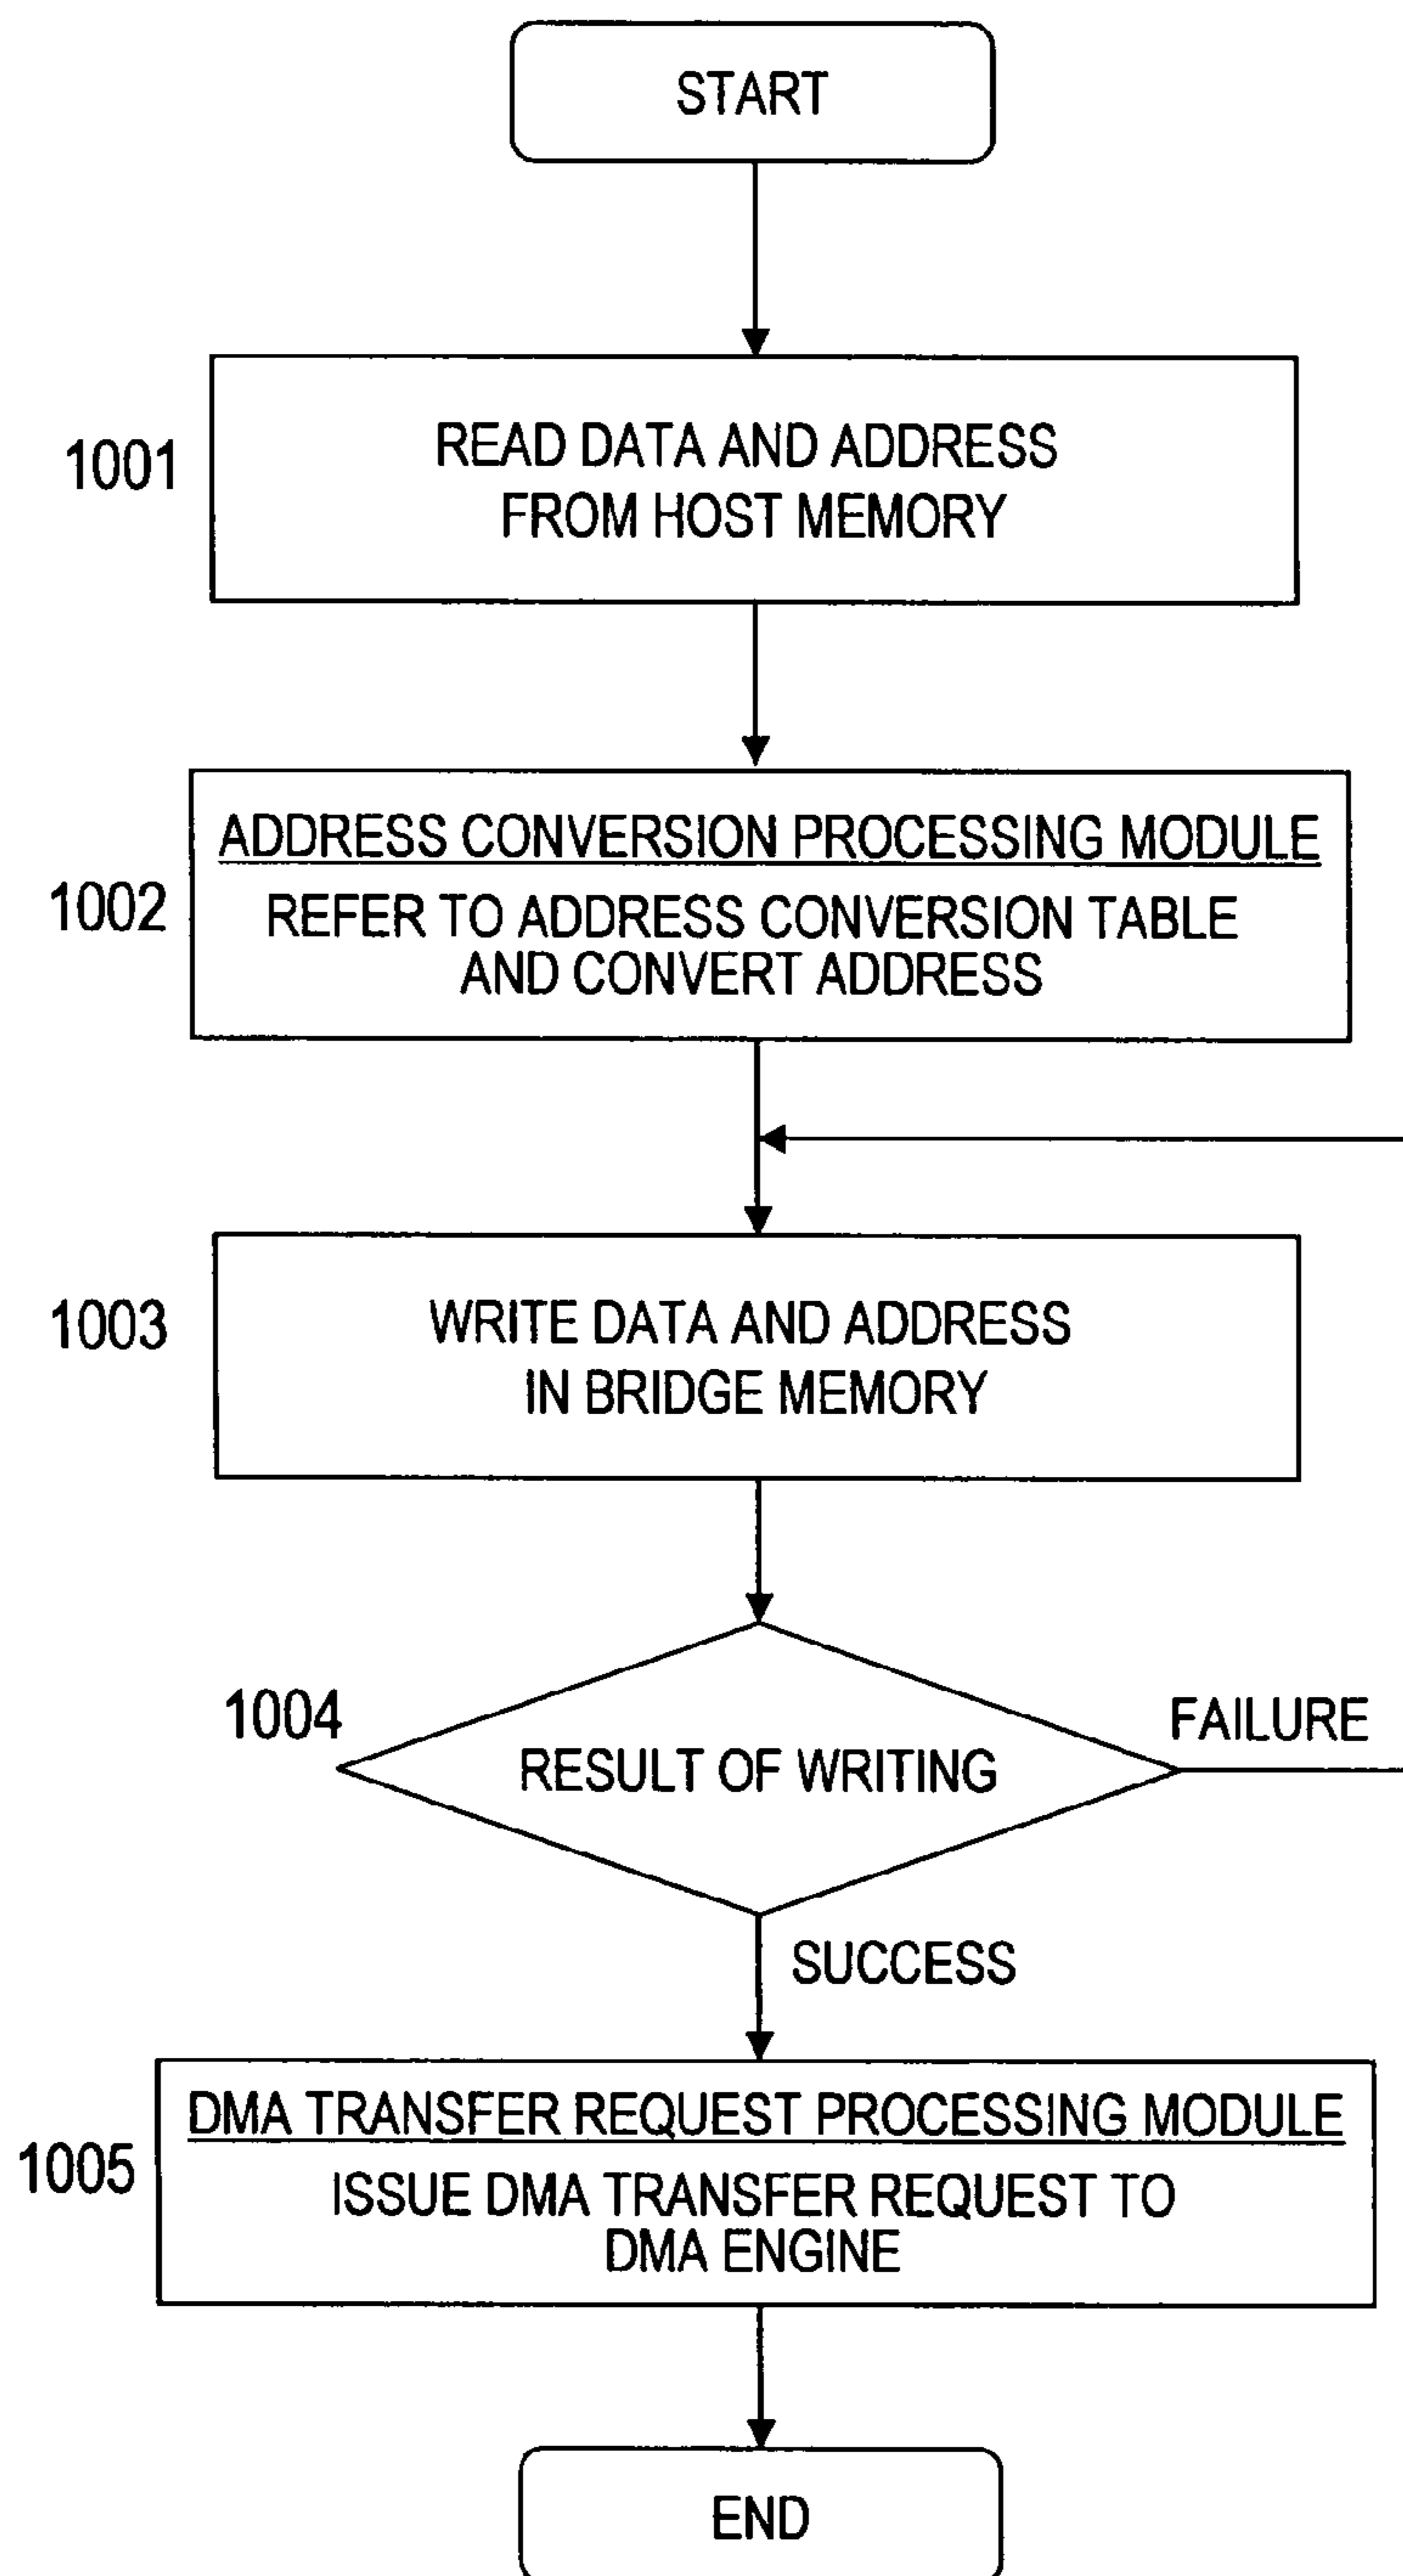 START
1001
READ DATA AND ADDRESS
FROM HOST MEMORY
1002
ADDRESS CONVERSION PROCESSING MODULE
REFER TO ADDRESS CONVERSION TABLE
AND CONVERT ADDRESS
1003
WRITE DATA AND ADDRESS
IN BRIDGE MEMORY
1004
RESULT OF WRITING
FAILURE
SUCCESS
1005
DMA TRANSFER REQUEST PROCESSING MODULE
ISSUE DMA TRANSFER REQUEST TO
DMA ENGINE
END